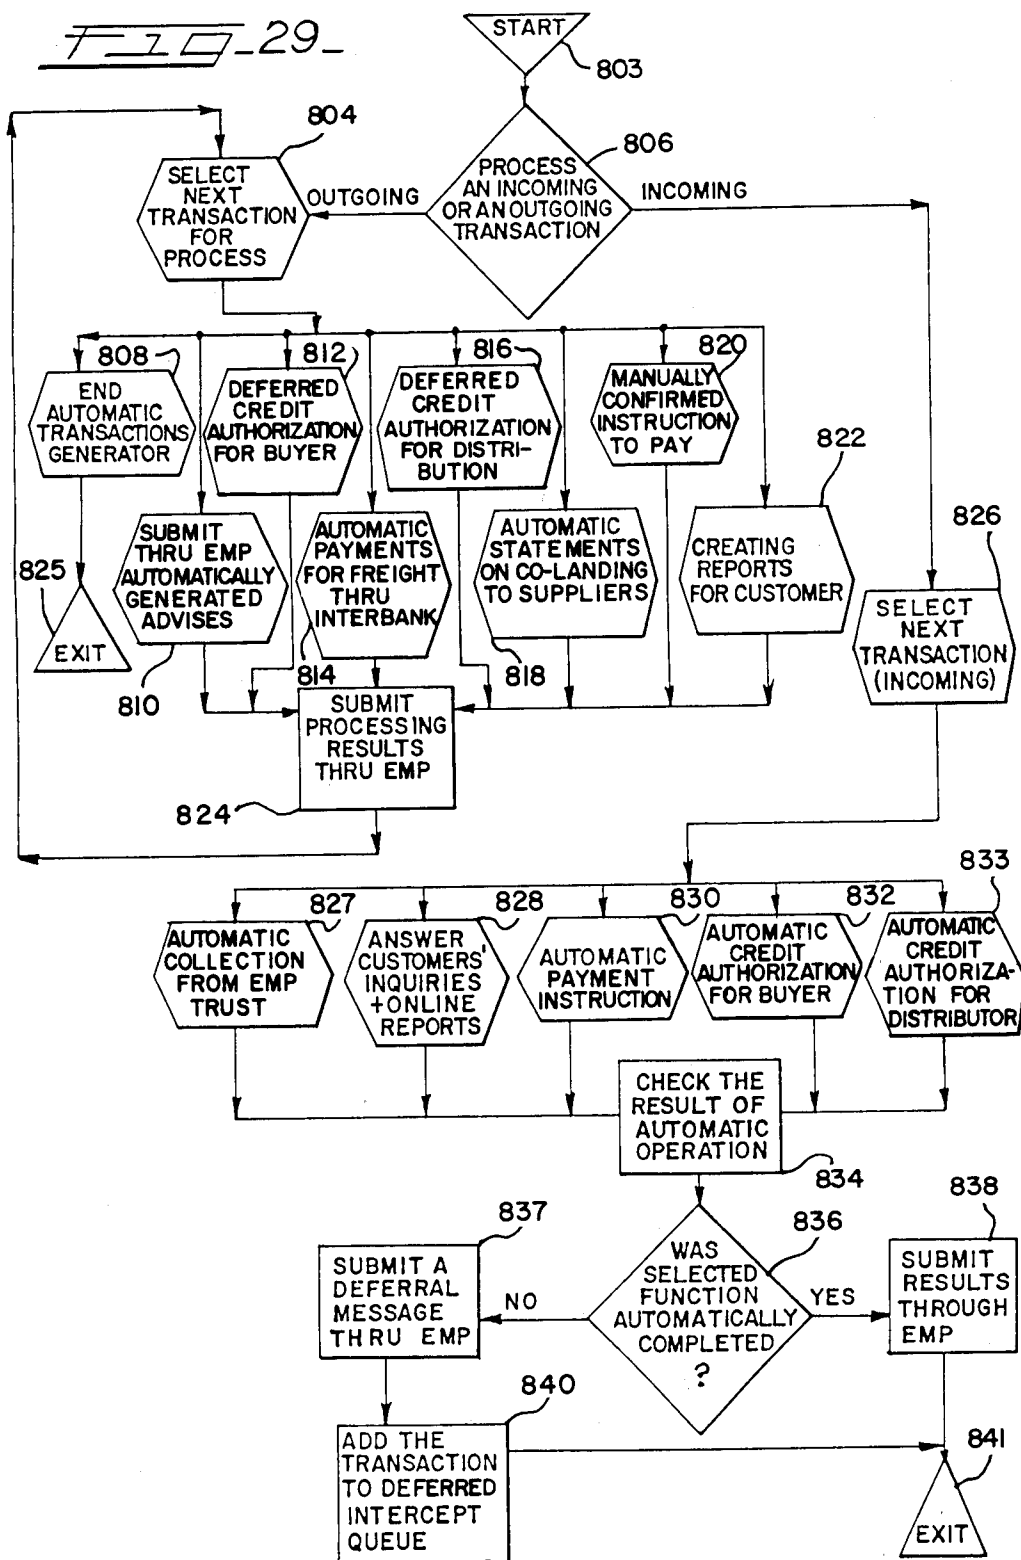 FIG_29_
START
803
804
806
SELECT
NEXT
TRANSACTION
FOR
PROCESS
OUTGOING
PROCESS
AN INCOMING
OR AN OUTGOING
TRANSACTION
INCOMING
808
812
816
820
END
AUTOMATIC
TRANSACTIONS
GENERATOR
DEFERRED
CREDIT
AUTHORIZATION
FOR BUYER
DEFERRED
CREDIT
AUTHORIZATION
FOR DISTRI-
BUTION
MANUALLY
CONFIRMED
INSTRUCTION
TO PAY
822
826
825
EXIT
SUBMIT
THRU EMP
AUTOMATICALLY
GENERATED
ADVISES
810
AUTOMATIC
PAYMENTS
FOR FREIGHT
THRU
INTERBANK
814
AUTOMATIC
STATEMENTS
ON CO-LANDING
TO SUPPLIERS
818
CREATING
REPORTS
FOR CUSTOMER
SELECT
NEXT
TRANSACTION
(INCOMING)
SUBMIT
PROCESSING
RESULTS
THRU EMP
824
827
828
830
832
833
AUTOMATIC
COLLECTION
FROM EMP
TRUST
ANSWER
CUSTOMERS'
INQUIRIES
+ONLINE
REPORTS
AUTOMATIC
PAYMENT
INSTRUCTION
AUTOMATIC
CREDIT
AUTHORIZATION
FOR BUYER
AUTOMATIC
CREDIT
AUTHORIZA-
TION FOR
DISTRIBUTOR
CHECK THE
RESULT OF
AUTOMATIC
OPERATION
834
837
836
838
SUBMIT A
DEFERRAL
MESSAGE
THRU EMP
NO
WAS
SELECTED
FUNCTION
AUTOMATICALLY
COMPLETED
?
YES
SUBMIT
RESULTS
THROUGH
EMP
840
841
ADD THE
TRANSACTION
TO DEFERRED
INTERCEPT
QUEUE
EXIT